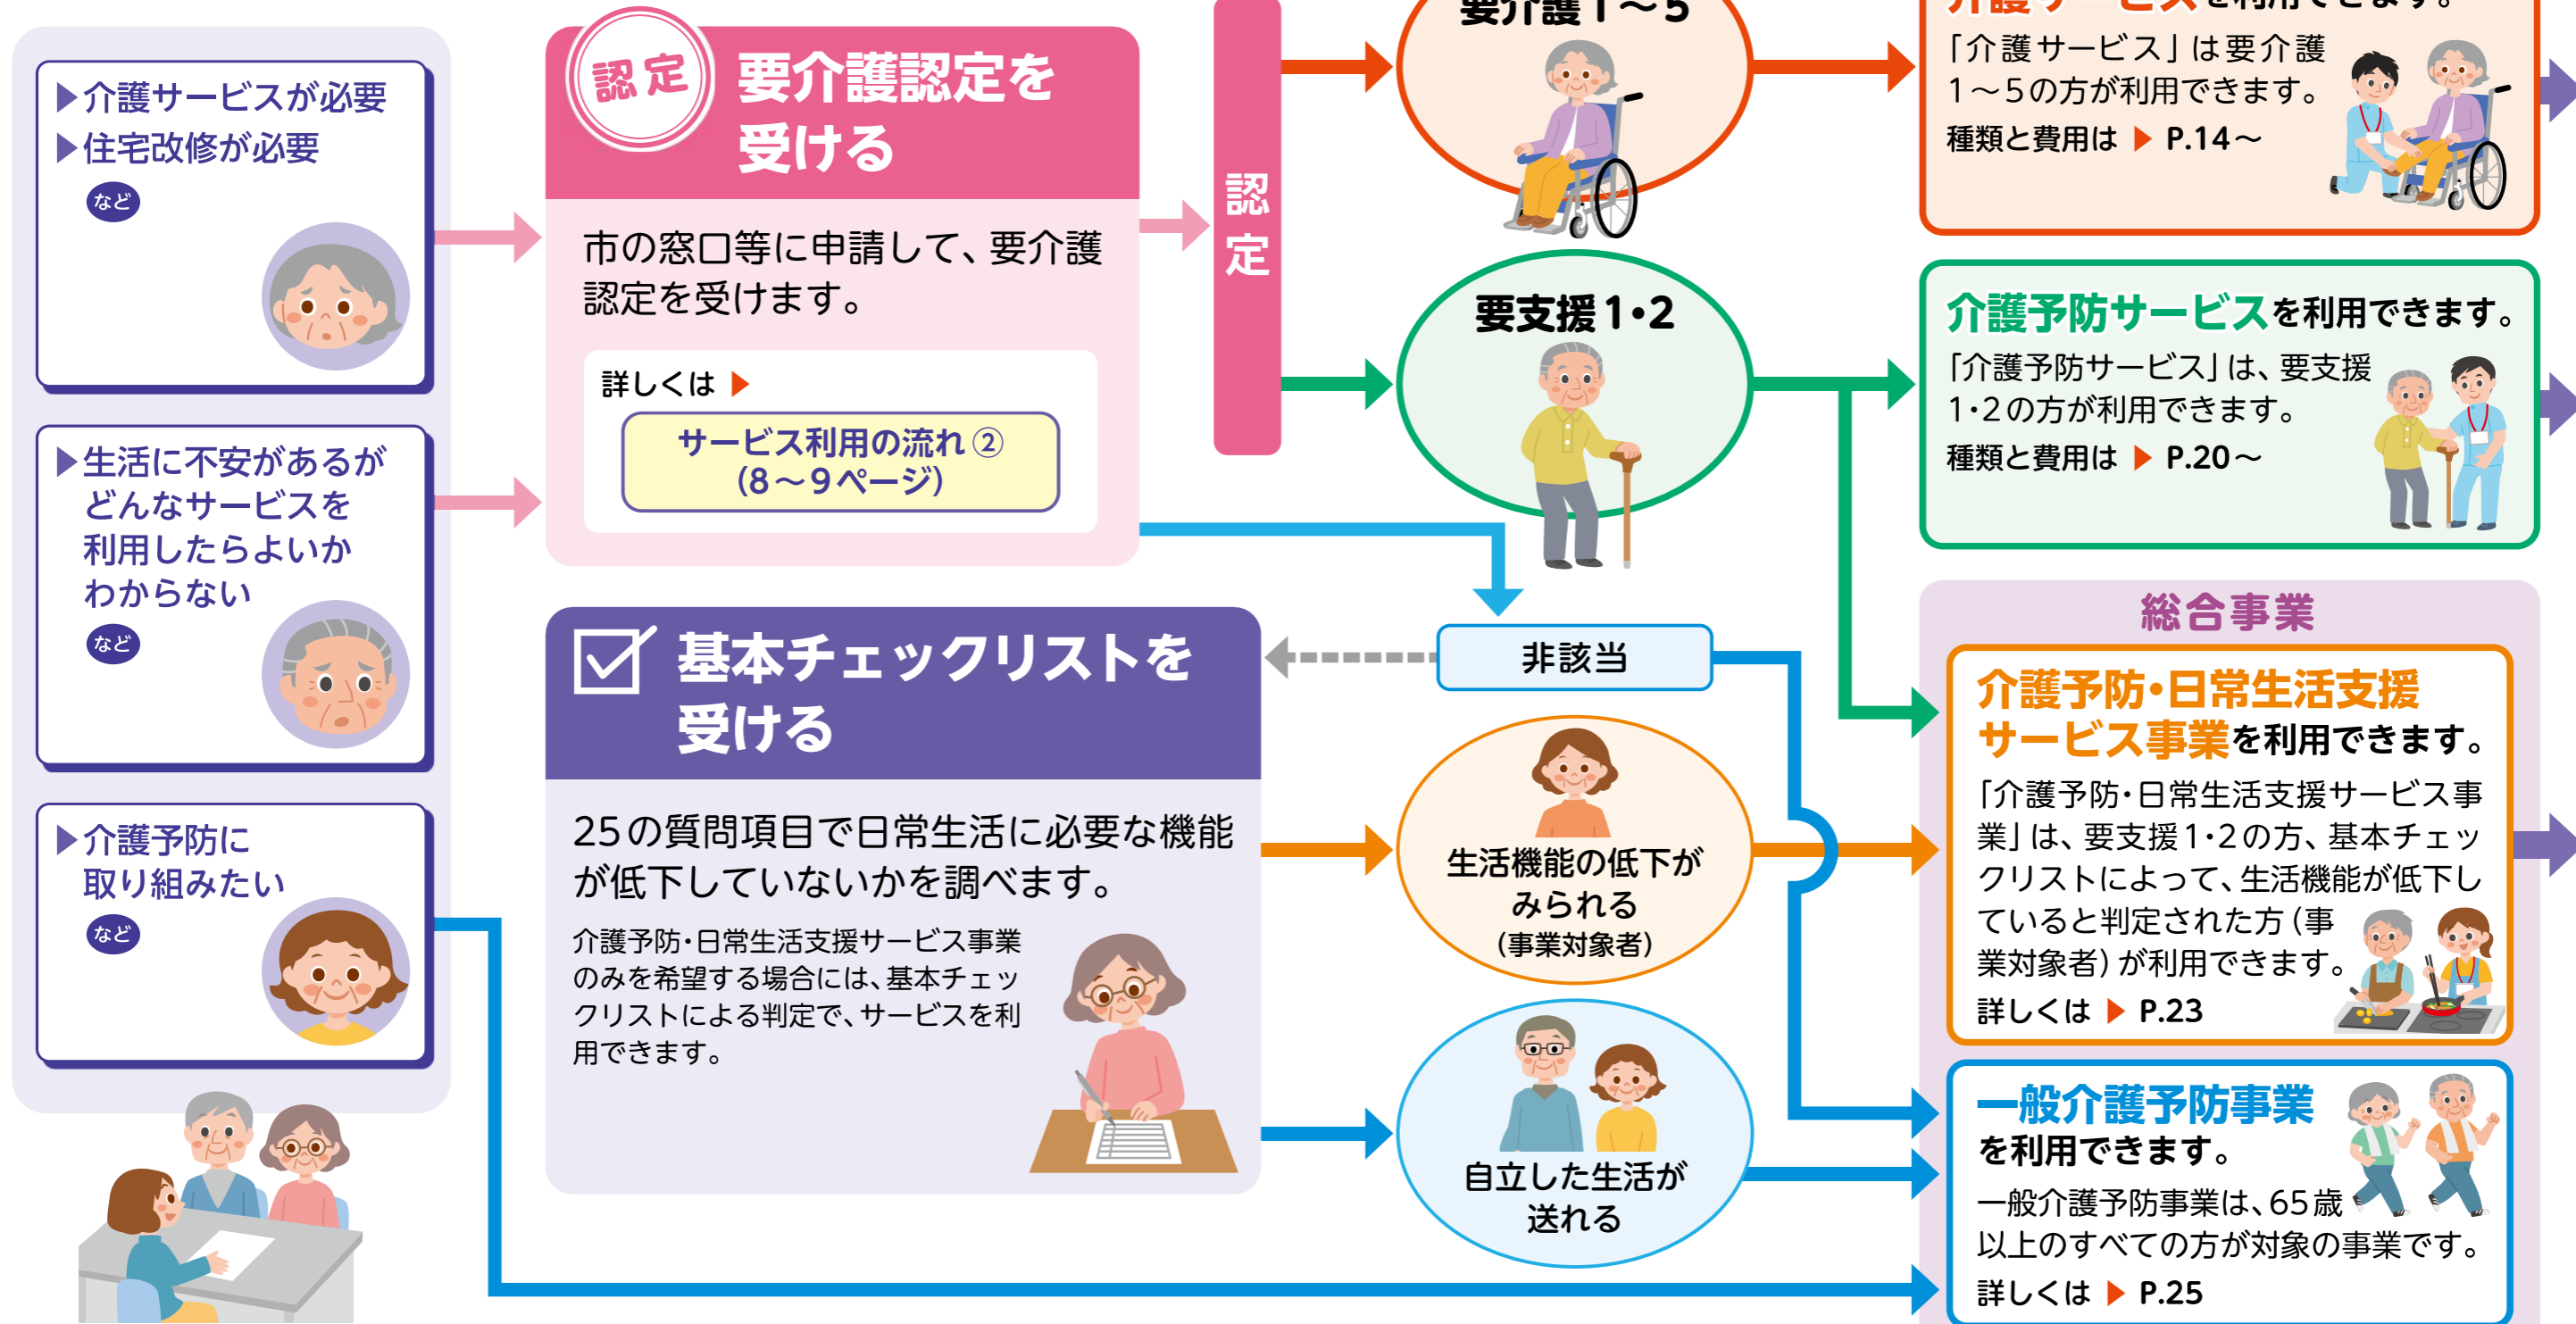 ▶介護サービスが必要
▶住宅改修が必要
など
▶生活に不安があるが
どんなサービスを
利用したらよいか
わからない
など
▶介護予防に
取り組みたい
など
認定
要介護認定を
受ける
市の窓口等に申請して、要介護
認定を受けます。
詳しくは ▶
サービス利用の流れ②
(8～9ページ)
基本チェックリストを
受ける
25の質問項目で日常生活に必要な機能
が低下していないかを調べます。
介護予防・日常生活支援サービス事業
のみを希望する場合には、基本チェッ
クリストによる判定で、サービスを利
用できます。
認定
要介護1～5
要支援1・2
非該当
生活機能の低下が
みられる
(事業対象者)
自立した生活が
送れる
介護サービスを利用できます。
「介護サービス」は要介護
1～5の方が利用できます。
種類と費用は ▶ P.14～
介護予防サービスを利用できます。
「介護予防サービス」は、要支援
1・2の方が利用できます。
種類と費用は ▶ P.20～
総合事業
介護予防・日常生活支援
サービス事業を利用できます。
「介護予防・日常生活支援サービス事
業」は、要支援1・2の方、基本チェッ
クリストによって、生活機能が低下し
ていると判定された方(事
業対象者)が利用できます。
詳しくは ▶ P.23
一般介護予防事業
を利用できます。
一般介護予防事業は、65歳
以上のすべての方が対象の事業です。
詳しくは ▶ P.25